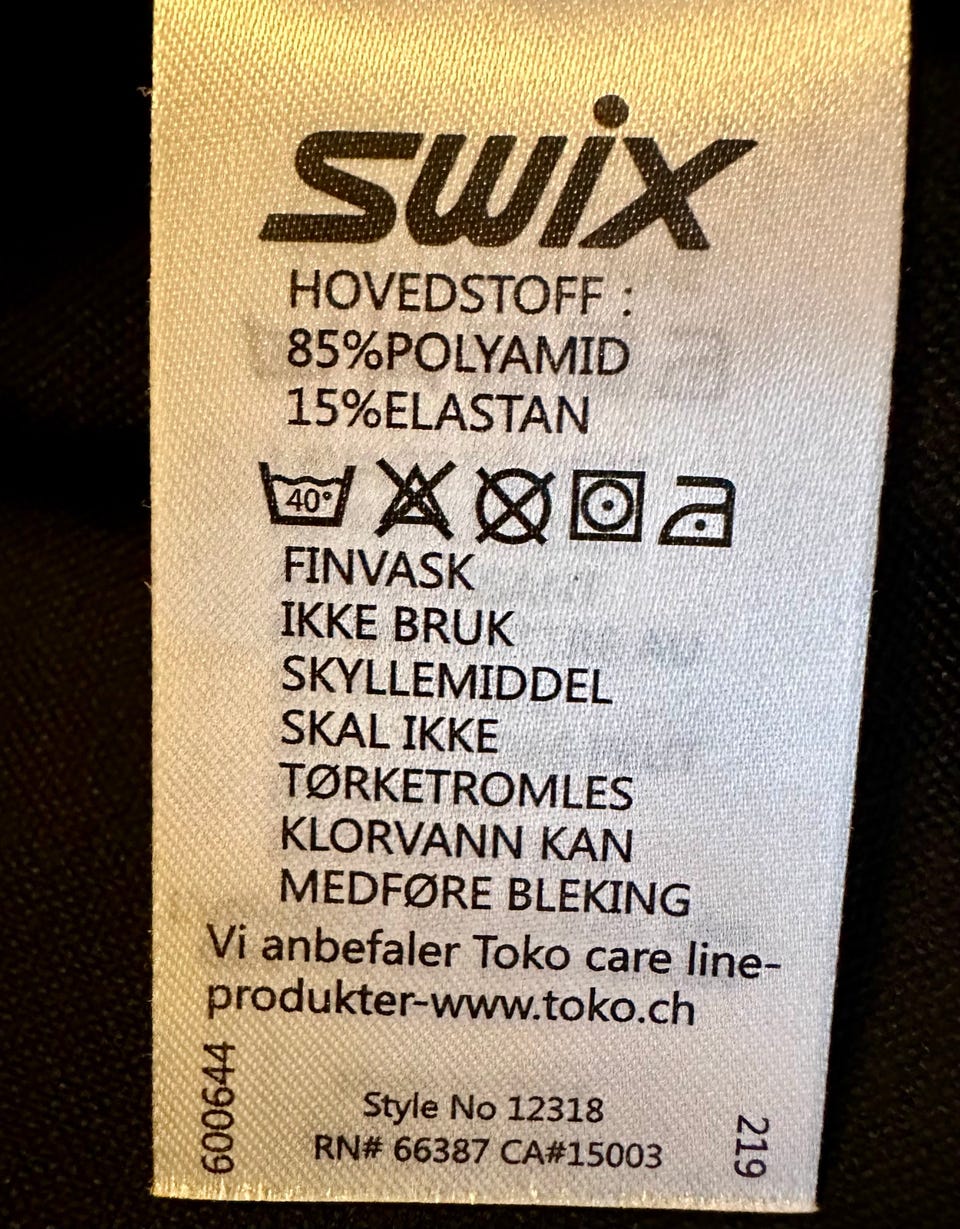 swix
HOVEDSTOFF :
85%POLYAMID
15%ELASTAN
40°
FINVASK
IKKE BRUK
SKYLLEMIDDEL
SKAL IKKE
TØRKETROMLES
KLORVANN KAN
MEDFØRE BLEKING
Vi anbefaler Toko care line-
produkter-www.toko.ch
600644
Style No 12318
RN# 66387 CA#15003
219